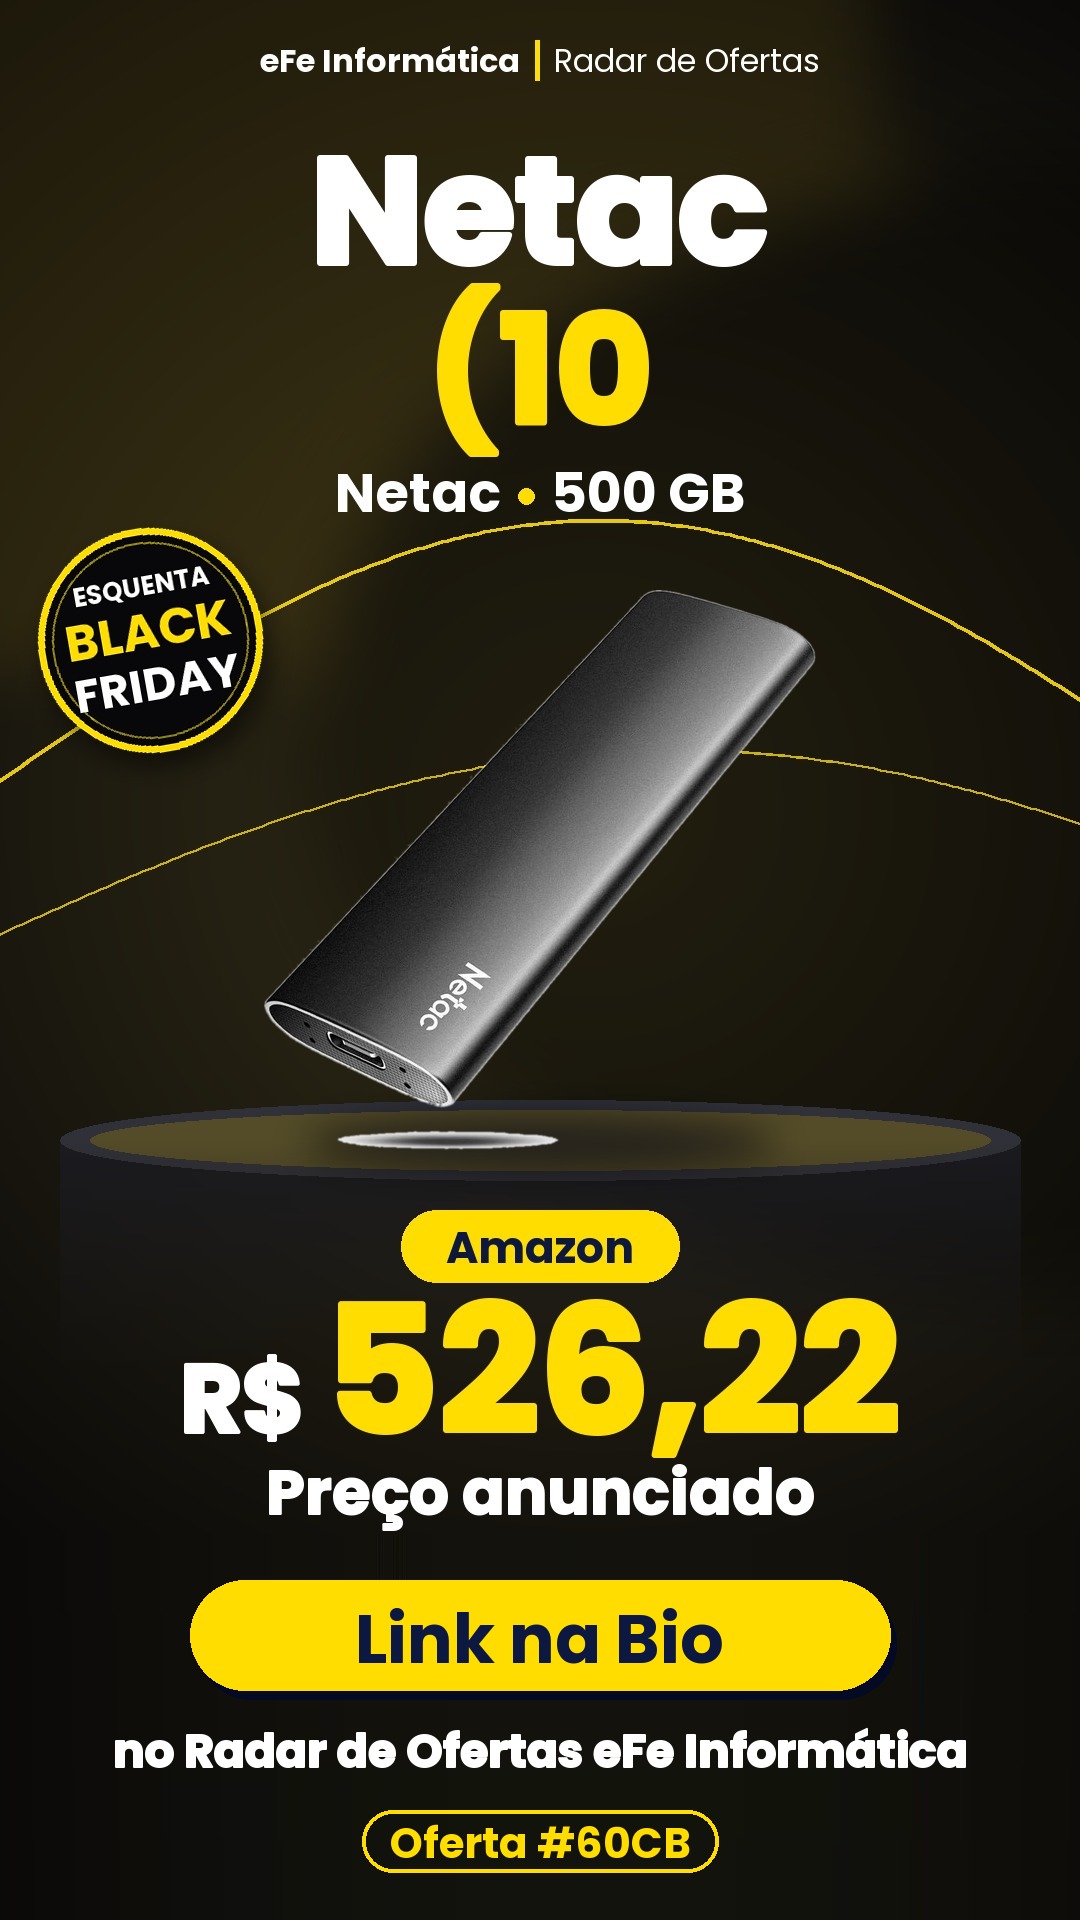 eFe Informática | Radar de Ofertas
Netac
(10
Netac • 500 GB
ESQUENTA
BLACK
FRIDAY
Netac
Amazon
R$ 526,22
Preço anunciado
Link na Bio
no Radar de Ofertas eFe Informática
Oferta #60CB